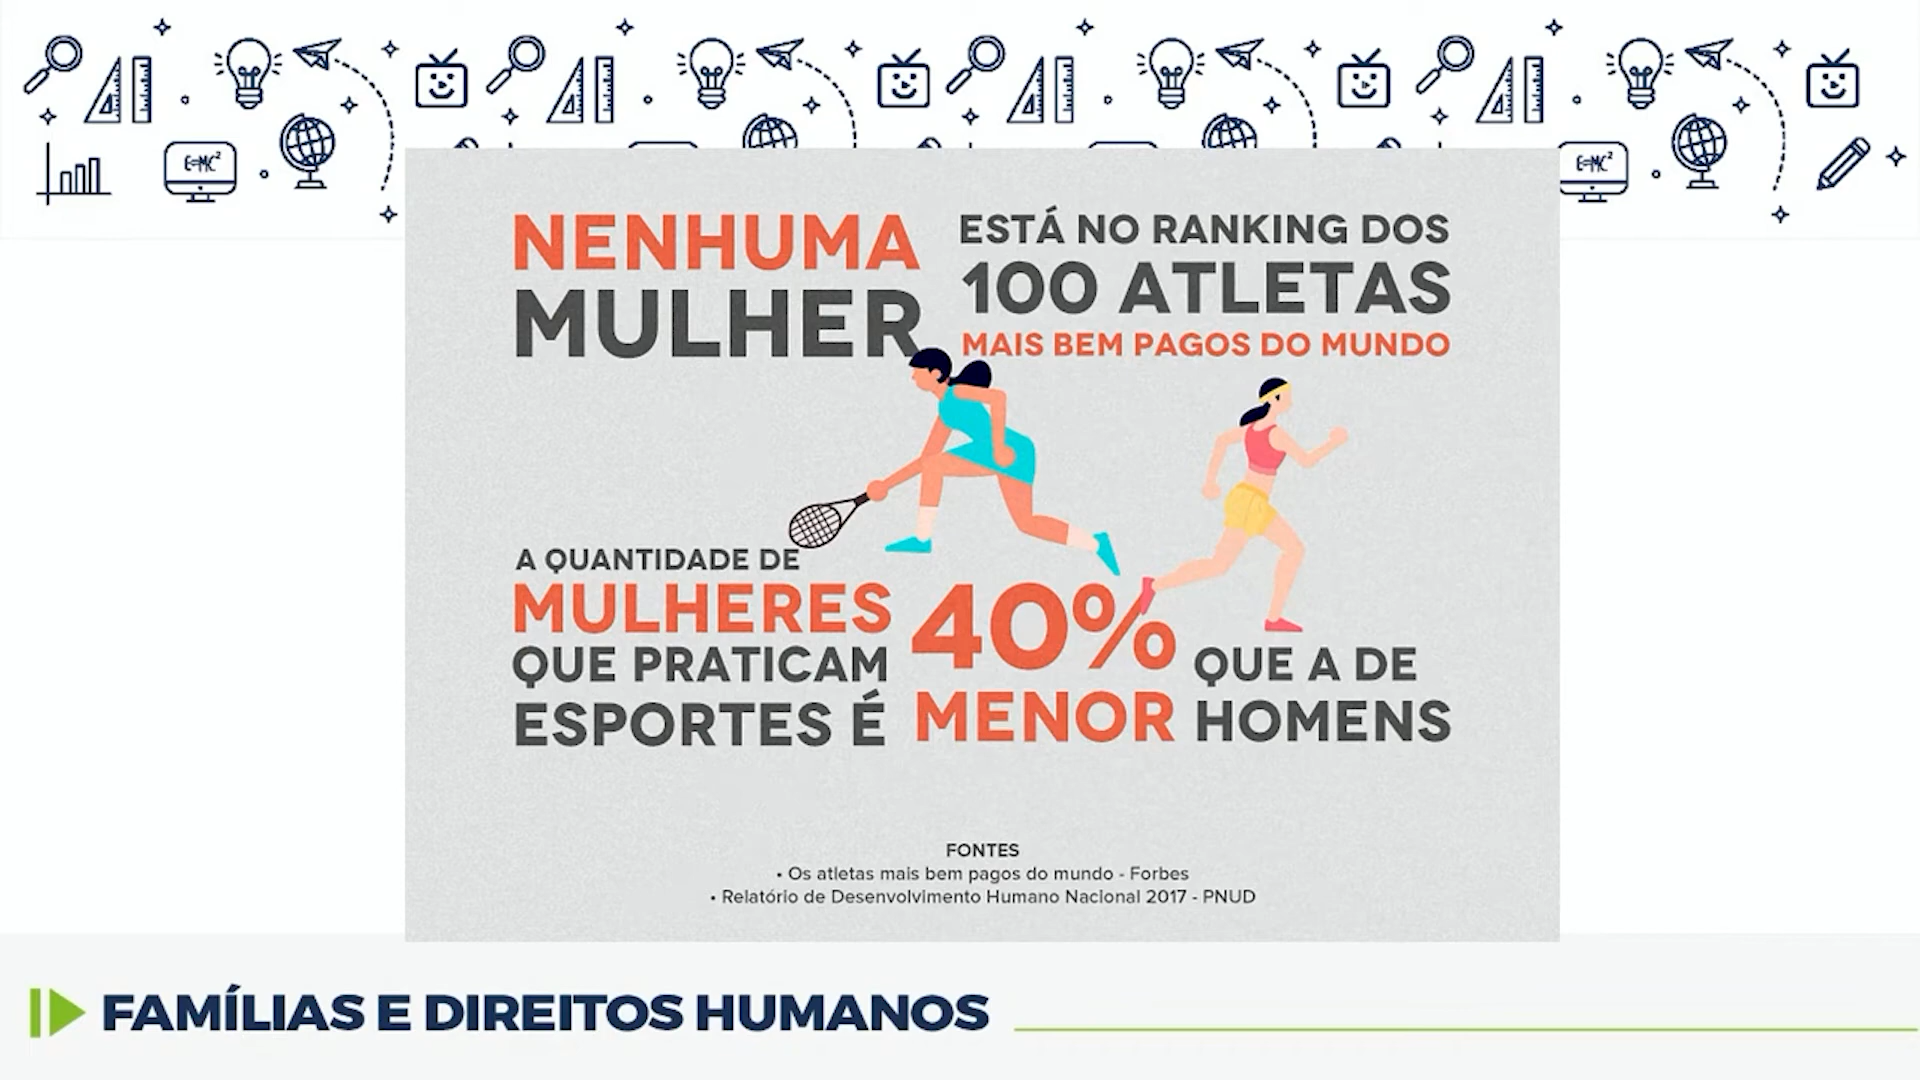 E=MC²
E=MC²
NENHUMA
MULHER
ESTÁ NO RANKING DOS
100 ATLETAS
MAIS BEM PAGOS DO MUNDO
A QUANTIDADE DE
MULHERES
QUE PRATICAM
ESPORTES É
40%
MENOR
QUE A DE
HOMENS
FONTES
• Os atletas mais bem pagos do mundo - Forbes
• Relatório de Desenvolvimento Humano Nacional 2017 - PNUD
FAMÍLIAS E DIREITOS HUMANOS